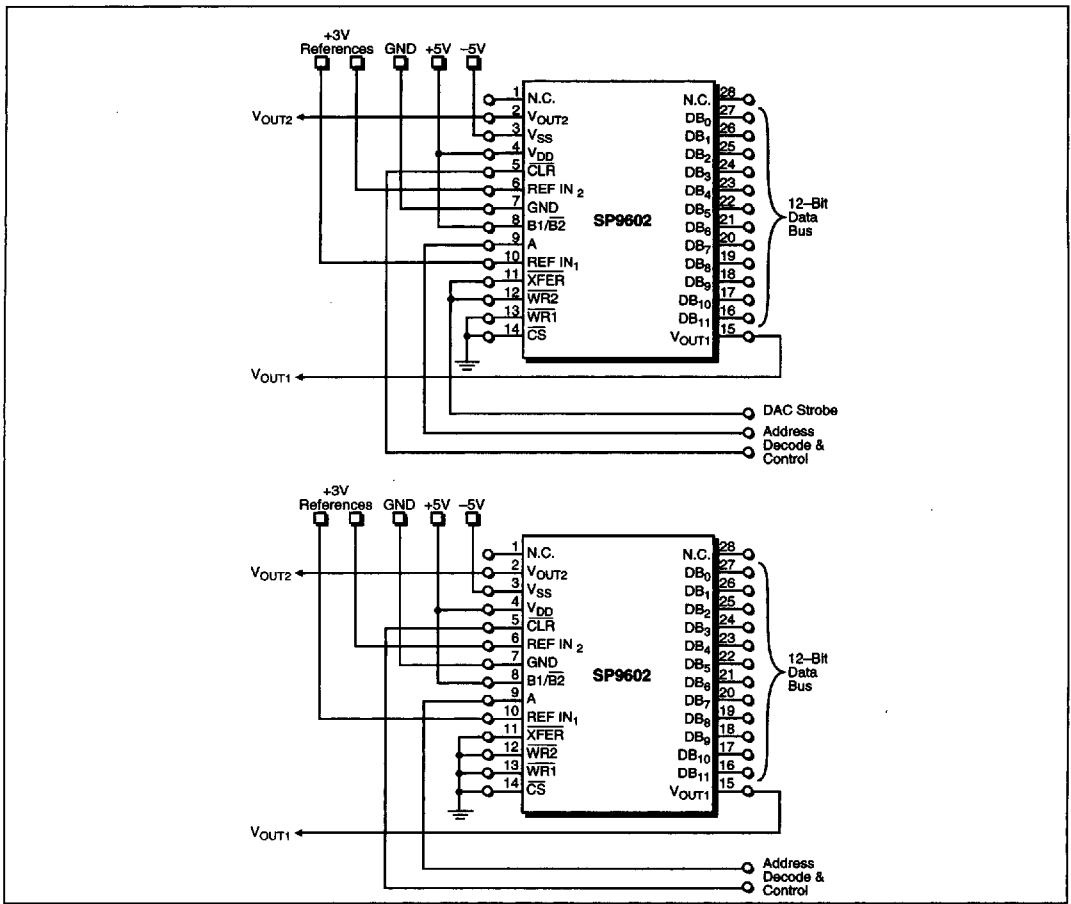 +3V
References GND +5V –5V
1 N.C. N.C. 28
VOUT2 2 VOUT2 DB0 27
3 VSS DB1 26
4 VDD DB2 25
5 CLR DB3 24
6 REF IN 2 DB4 23
7 GND DB5 22
8 B1/B2 SP9602 DB6 21
9 A DB7 20
10 REF IN1 DB8 19
11 XFER DB9 18
12 WR2 DB10 17
13 WR1 DB11 16
14 CS VOUT1 15
12–Bit
Data
Bus
VOUT1
DAC Strobe
Address
Decode &
Control
+3V
References GND +5V –5V
1 N.C. N.C. 28
VOUT2 2 VOUT2 DB0 27
3 VSS DB1 26
4 VDD DB2 25
5 CLR DB3 24
6 REF IN 2 DB4 23
7 GND DB5 22
8 B1/B2 SP9602 DB6 21
9 A DB7 20
10 REF IN1 DB8 19
11 XFER DB9 18
12 WR2 DB10 17
13 WR1 DB11 16
14 CS VOUT1 15
12–Bit
Data
Bus
VOUT1
Address
Decode &
Control